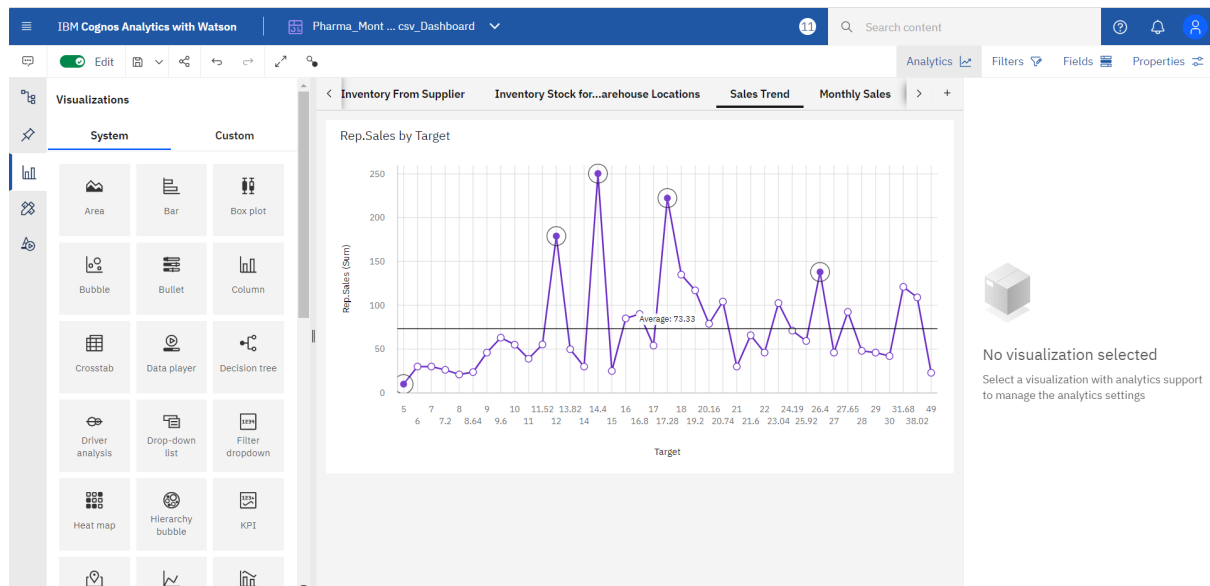 IBM Cognos Analytics with Watson
Pharma_Mont ... csv_Dashboard
11
Search content
Edit
Analytics
Filters
Fields
Properties
Visualizations
System
Custom
Area
Bar
Box plot
Bubble
Bullet
Column
Crosstab
Data player
Decision tree
Driver
analysis
Drop-down
list
Filter
dropdown
Heat map
Hierarchy
bubble
KPI
Inventory From Supplier
Inventory Stock for...arehouse Locations
Sales Trend
Monthly Sales
Rep.Sales by Target
Rep.Sales (Sum)
250
200
150
100
50
0
Average: 73.33
5 7 8 9 10 11.52 13.82 14.4 16 17 18 20.16 21 22 24.19 26.4 27.65 29 31.68 49
6 7.2 8.64 9.6 11 12 14 15 16.8 17.28 19.2 20.74 21.6 23.04 25.92 27 28 30 38.02
Target
No visualization selected
Select a visualization with analytics support
to manage the analytics settings